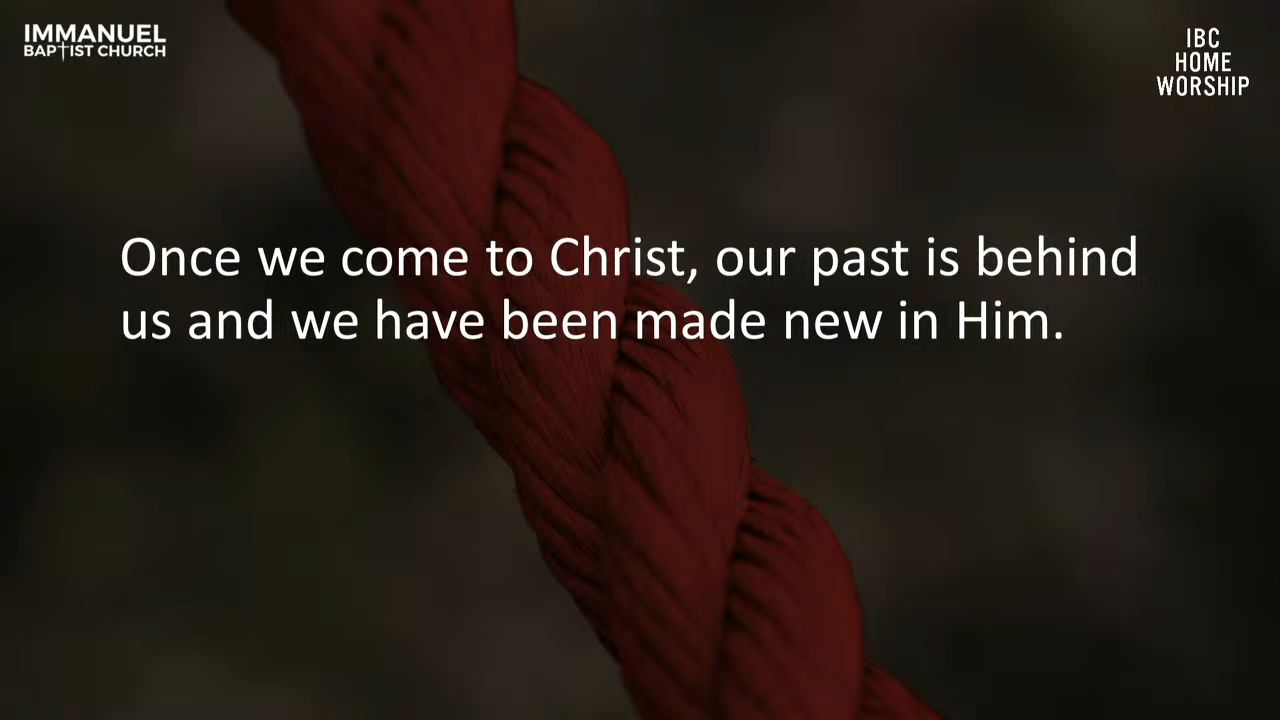 IMMANUEL
BAPTIST CHURCH
IBC
HOME
WORSHIP
Once we come to Christ, our past is behind
us and we have been made new in Him.